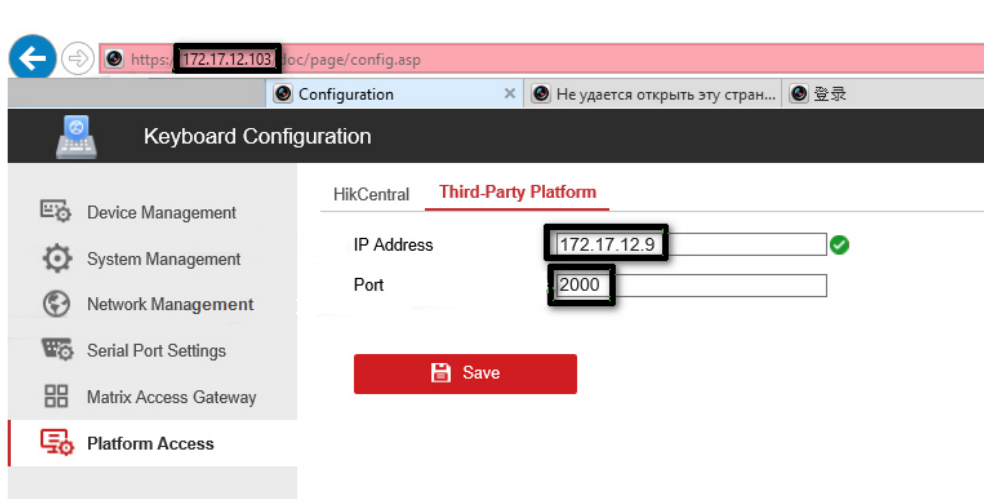 https://172.17.12.103/doc/page/config.asp
Configuration
Не удается открыть эту стран...
登录
Keyboard Configuration
HikCentral Third-Party Platform
Device Management
System Management
Network Management
Serial Port Settings
Matrix Access Gateway
Platform Access
IP Address 172.17.12.9
Port 2000
Save